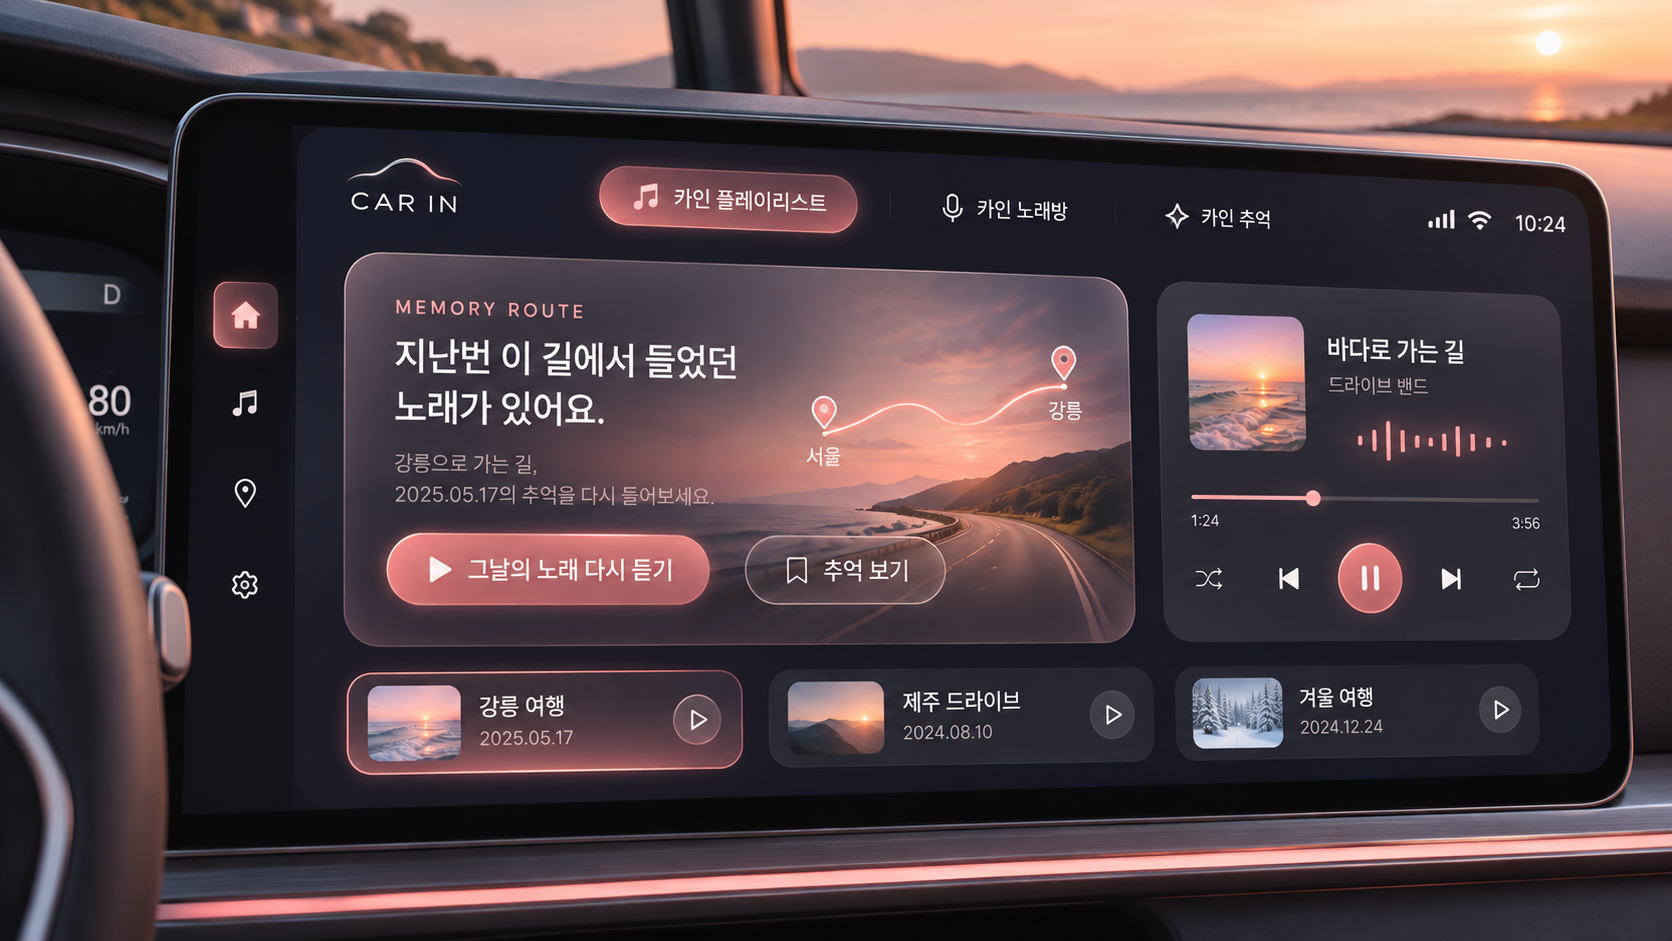 CAR IN
카인 플레이리스트
카인 노래방
카인 추억
10:24
D
80
km/h
MEMORY ROUTE
지난번 이 길에서 들었던
노래가 있어요.
강릉으로 가는 길,
2025.05.17의 추억을 다시 들어보세요.
서울
강릉
그날의 노래 다시 듣기
추억 보기
바다로 가는 길
드라이브 밴드
1:24
3:56
강릉 여행
2025.05.17
제주 드라이브
2024.08.10
겨울 여행
2024.12.24